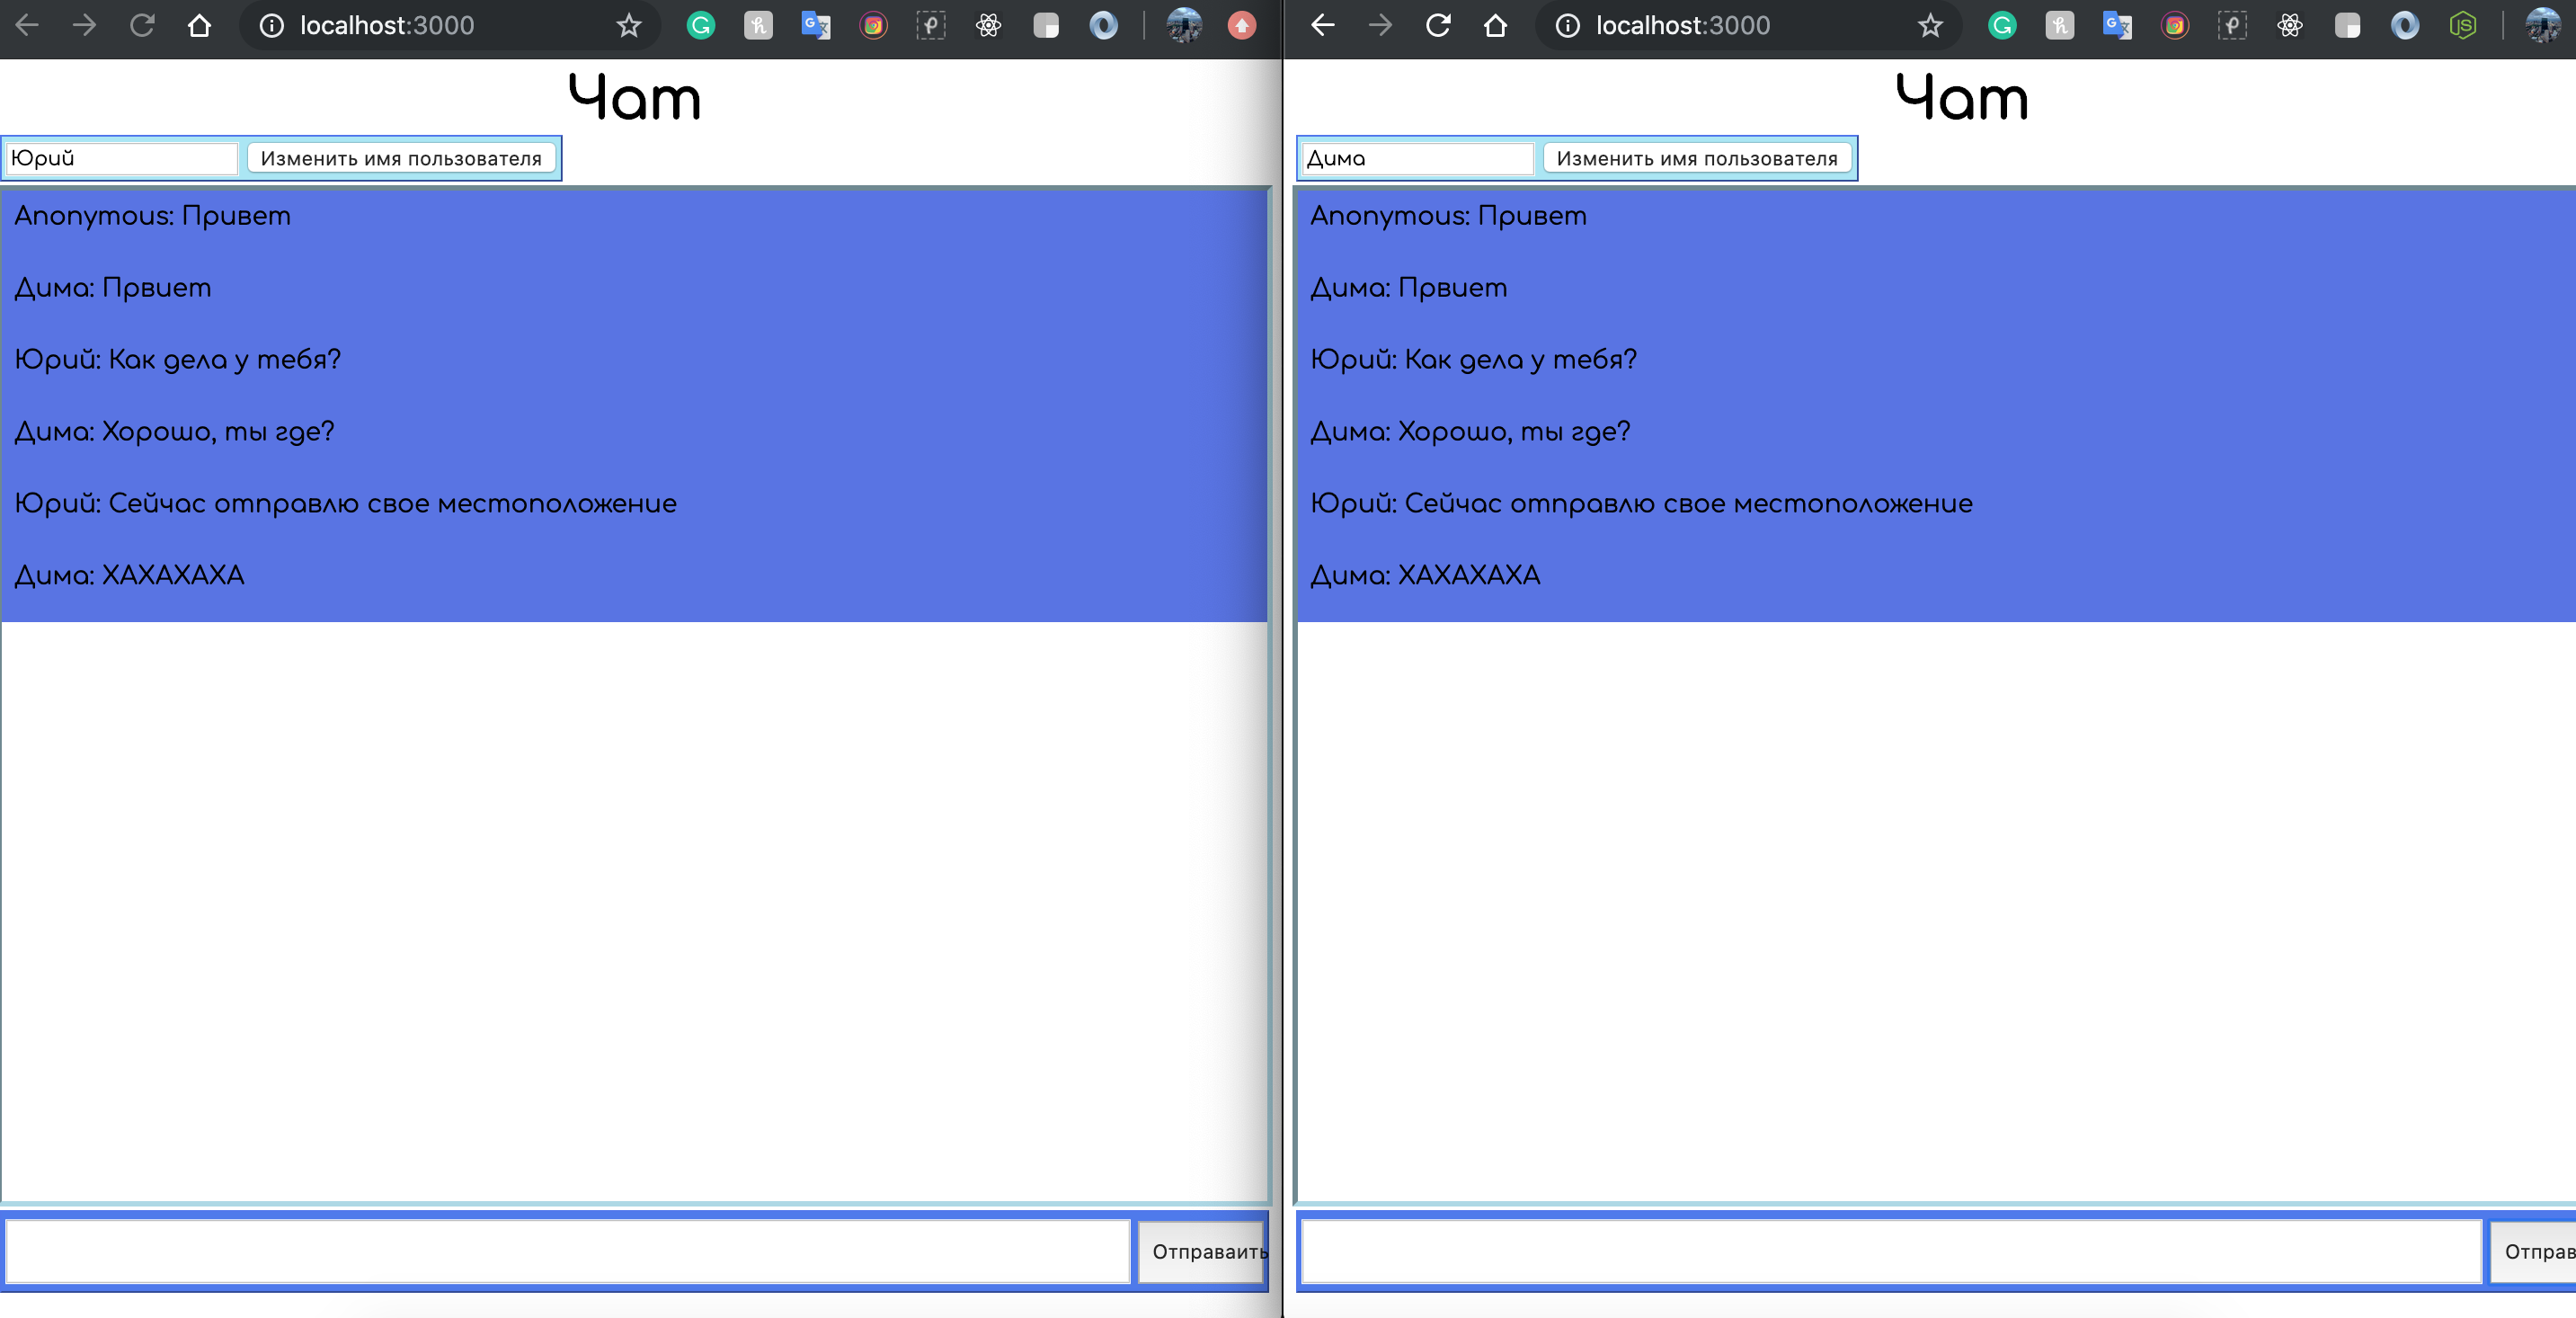 localhost:3000
Чат
Юрий Изменить имя пользователя
Anonymous: Привет
Дима: Првиет
Юрий: Как дела у тебя?
Дима: Хорошо, ты где?
Юрий: Сейчас отправлю свое местоположение
Дима: ХАХАХАХА
Отправаить
localhost:3000
Чат
Дима Изменить имя пользователя
Anonymous: Привет
Дима: Првиет
Юрий: Как дела у тебя?
Дима: Хорошо, ты где?
Юрий: Сейчас отправлю свое местоположение
Дима: ХАХАХАХА
Отправ